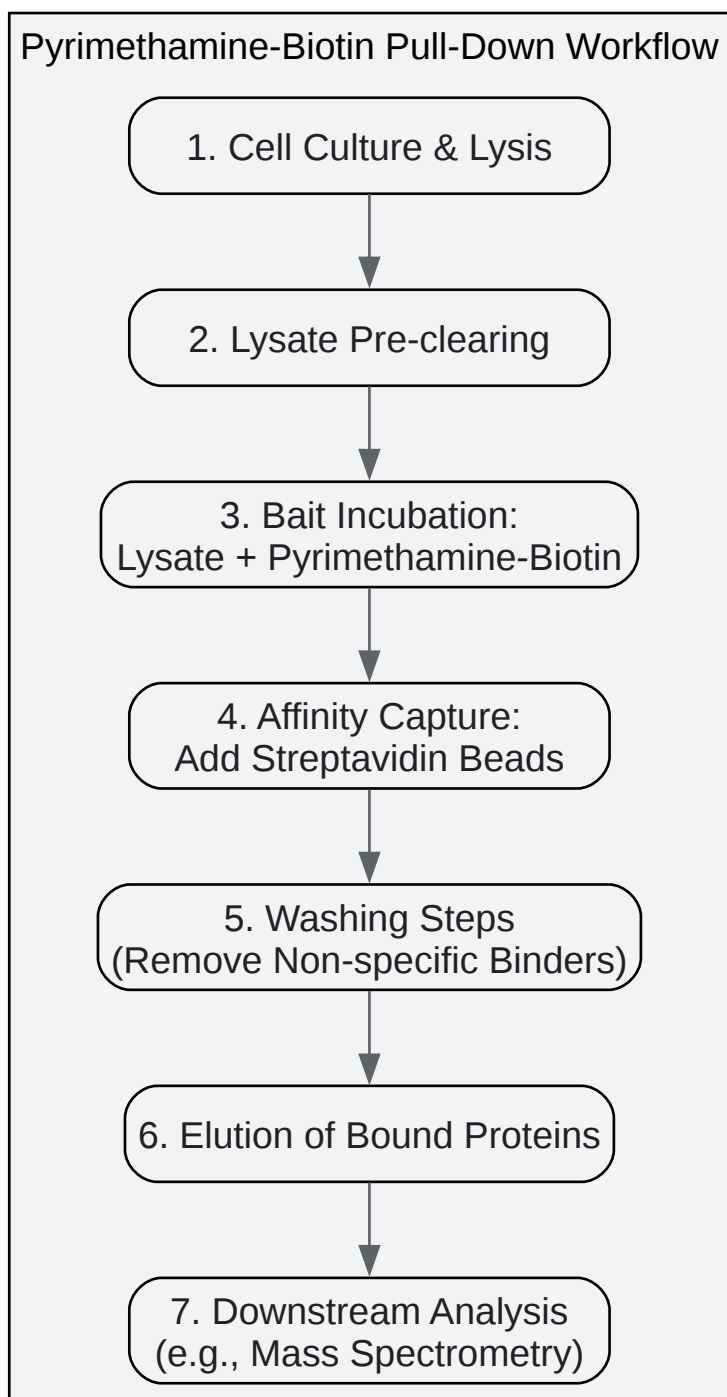 Pyrimethamine-Biotin Pull-Down Workflow
1. Cell Culture & Lysis
2. Lysate Pre-clearing
3. Bait Incubation:
Lysate + Pyrimethamine-Biotin
4. Affinity Capture:
Add Streptavidin Beads
5. Washing Steps
(Remove Non-specific Binders)
6. Elution of Bound Proteins
7. Downstream Analysis
(e.g., Mass Spectrometry)